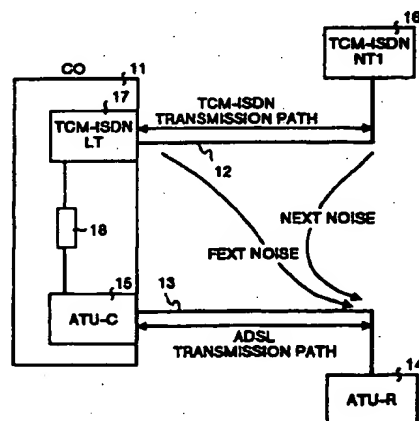 16
TCM-ISDN
NT1
CO
11
17
TCM-ISDN
LT
TCM-ISDN
TRANSMISSION PATH
12
NEXT NOISE
FEXT NOISE
18
15
ATU-C
13
ADSL
TRANSMISSION PATH
14
ATU-R